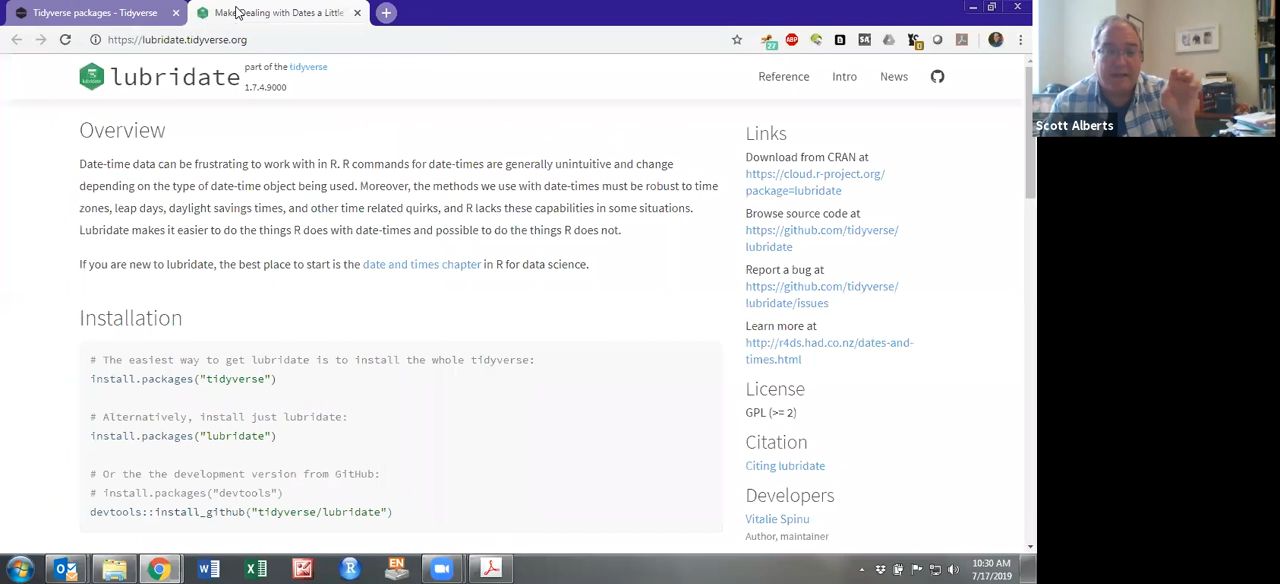 Tidyverse packages - Tidyverse
Make Dealing with Dates a Little
https://lubridate.tidyverse.org
lubridate
part of the tidyverse
1.7.4.9000
Reference
Intro
News
Overview
Date-time data can be frustrating to work with in R. R commands for date-times are generally unintuitive and change
depending on the type of date-time object being used. Moreover, the methods we use with date-times must be robust to time
zones, leap days, daylight savings times, and other time related quirks, and R lacks these capabilities in some situations.
Lubridate makes it easier to do the things R does with date-times and possible to do the things R does not.
If you are new to lubridate, the best place to start is the date and times chapter in R for data science.
Installation
# The easiest way to get lubridate is to install the whole tidyverse:
install.packages("tidyverse")
# Alternatively, install just lubridate:
install.packages("lubridate")
# Or the the development version from GitHub:
# install.packages("devtools")
devtools::install_github("tidyverse/lubridate")
Links
Download from CRAN at
https://cloud.r-project.org/
package=lubridate
Browse source code at
https://github.com/tidyverse/
lubridate
Report a bug at
https://github.com/tidyverse/
lubridate/issues
Learn more at
http://r4ds.had.co.nz/dates-and-
times.html
License
GPL (>= 2)
Citation
Citing lubridate
Developers
Vitalie Spinu
Author, maintainer
Scott Alberts
10:30 AM
7/17/2019